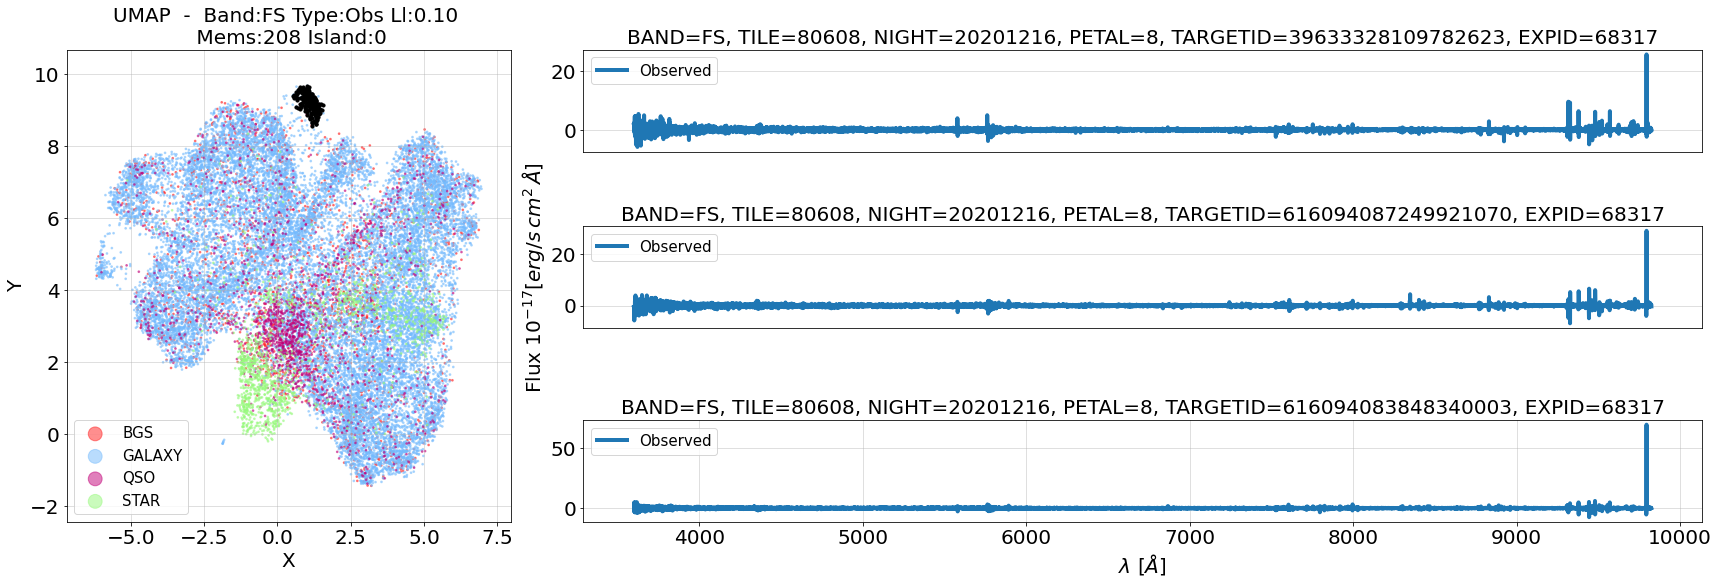 UMAP - Band:FS Type:Obs Ll:0.10
Mems:208 Island:0
10
8
6
4
2
0
−2
Y
BGS
GALAXY
QSO
STAR
−5.0 −2.5 0.0 2.5 5.0 7.5
X
BAND=FS, TILE=80608, NIGHT=20201216, PETAL=8, TARGETID=39633328109782623, EXPID=68317
Observed
20
0
BAND=FS, TILE=80608, NIGHT=20201216, PETAL=8, TARGETID=616094087249921070, EXPID=68317
Observed
20
0
Flux 10⁻¹⁷[erg/s cm² Å]
BAND=FS, TILE=80608, NIGHT=20201216, PETAL=8, TARGETID=616094083848340003, EXPID=68317
Observed
50
0
4000 5000 6000 7000 8000 9000 10000
λ [Å]